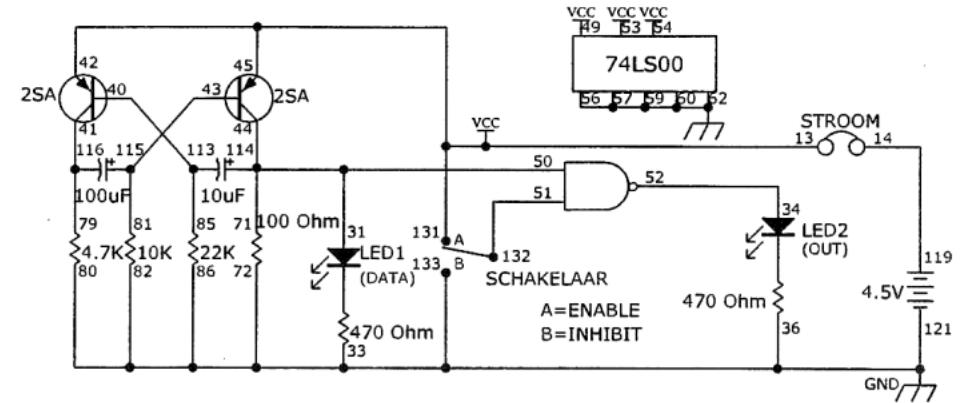 VCC VCC VCC
49 53 54
74LS00
56 57 59 60 52
42 45
2SA 40 43 2SA
41 44
VCC
STROOM
13 14
116 115 113 114
100uF 10uF
50
51 52
79 81 85 71 100 Ohm
4.7K 10K 22K
80 82 86 72
31
LED1
(DATA)
470 Ohm
33
131 A
133 B
132
SCHAKELAAR
A=ENABLE
B=INHIBIT
34
LED2
(OUT)
470 Ohm
36
119
4.5V
121
GND